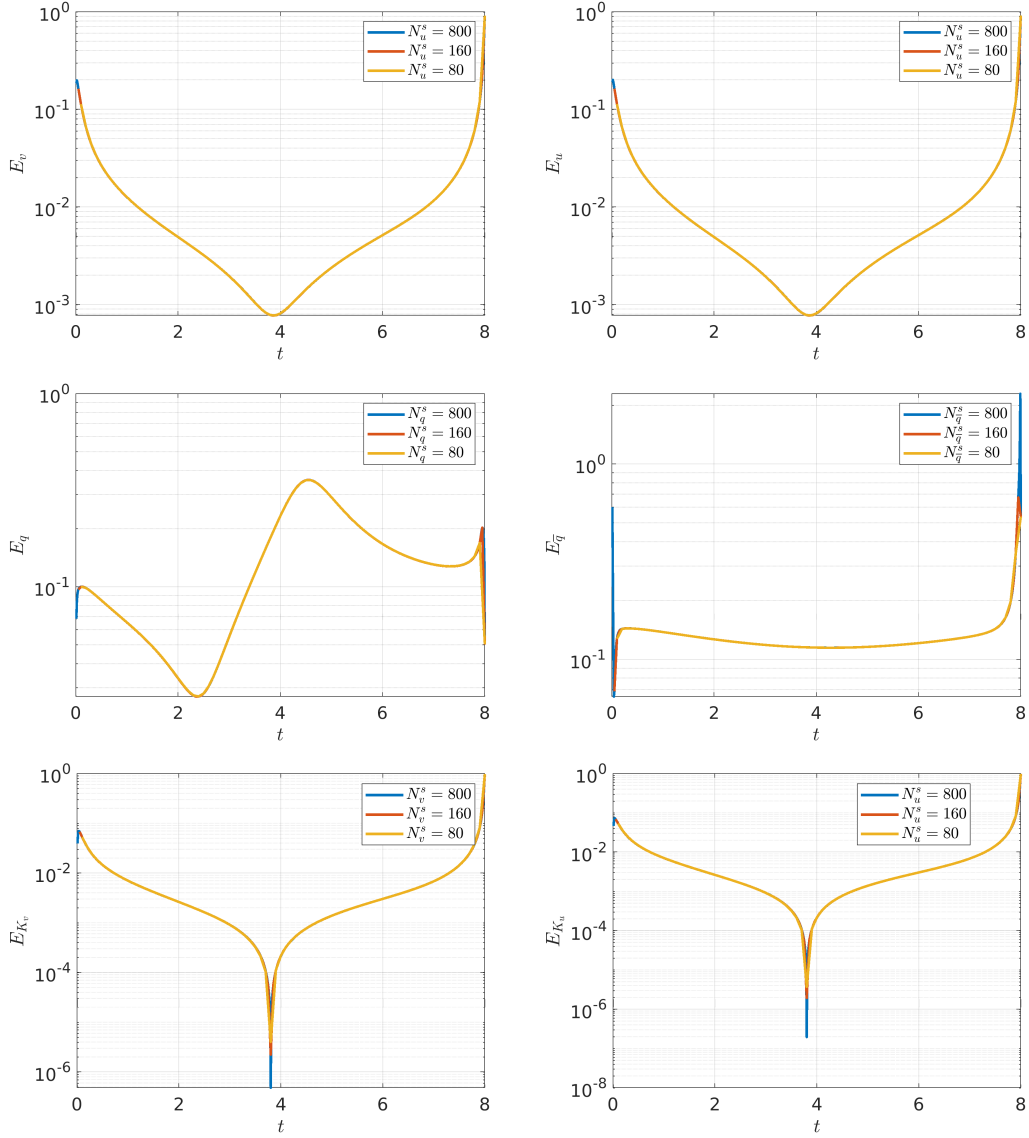 10^0
10^-1
10^-2
10^-3
E_v
0 2 4 6 8
t
N_u^s = 800
N_u^s = 160
N_u^s = 80
10^0
10^-1
10^-2
10^-3
E_u
0 2 4 6 8
t
N_u^s = 800
N_u^s = 160
N_u^s = 80
10^0
10^-1
E_q
0 2 4 6 8
t
N_q^s = 800
N_q^s = 160
N_q^s = 80
10^0
10^-1
E_q̅
0 2 4 6 8
t
N_q̅^s = 800
N_q̅^s = 160
N_q̅^s = 80
10^0
10^-2
10^-4
10^-6
E_{K_v}
0 2 4 6 8
t
N_v^s = 800
N_v^s = 160
N_v^s = 80
10^0
10^-2
10^-4
10^-6
10^-8
E_{K_u}
0 2 4 6 8
t
N_u^s = 800
N_u^s = 160
N_u^s = 80